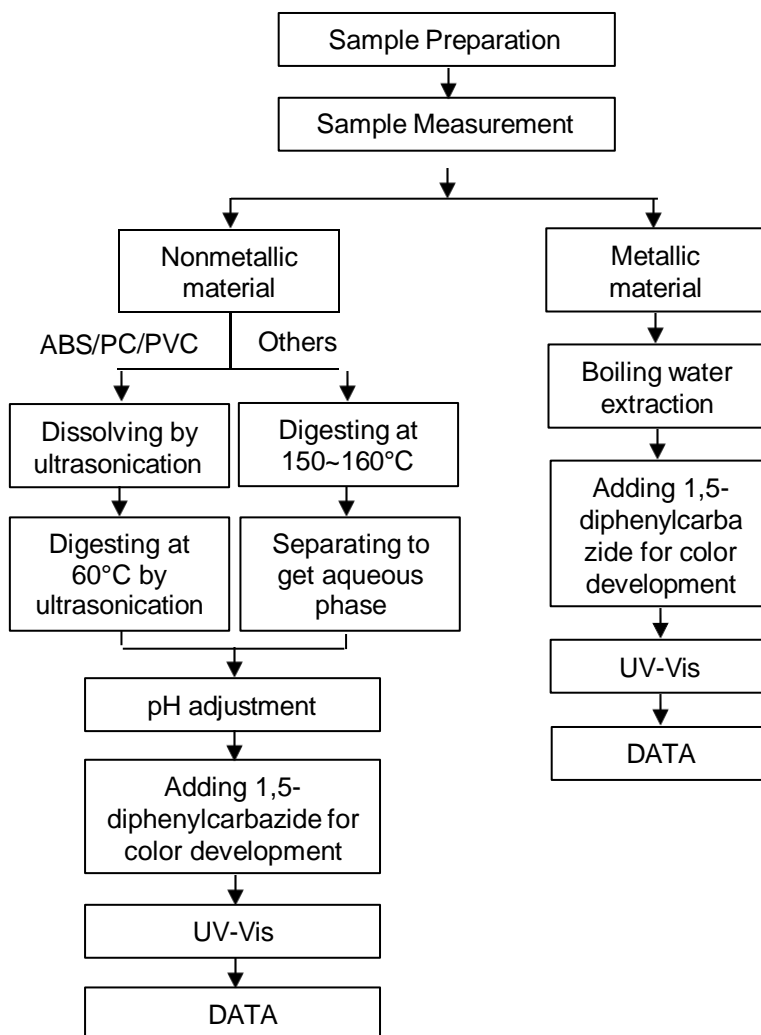 Sample Preparation
Sample Measurement
Nonmetallic
material
ABS/PC/PVC
Others
Dissolving by
ultrasonication
Digesting at
150~160°C
Digesting at
60°C by
ultrasonication
Separating to
get aqueous
phase
pH adjustment
Adding 1,5-
diphenylcarbazide for
color development
UV-Vis
DATA
Metallic
material
Boiling water
extraction
Adding 1,5-
diphenylcarba
zide for color
development
UV-Vis
DATA